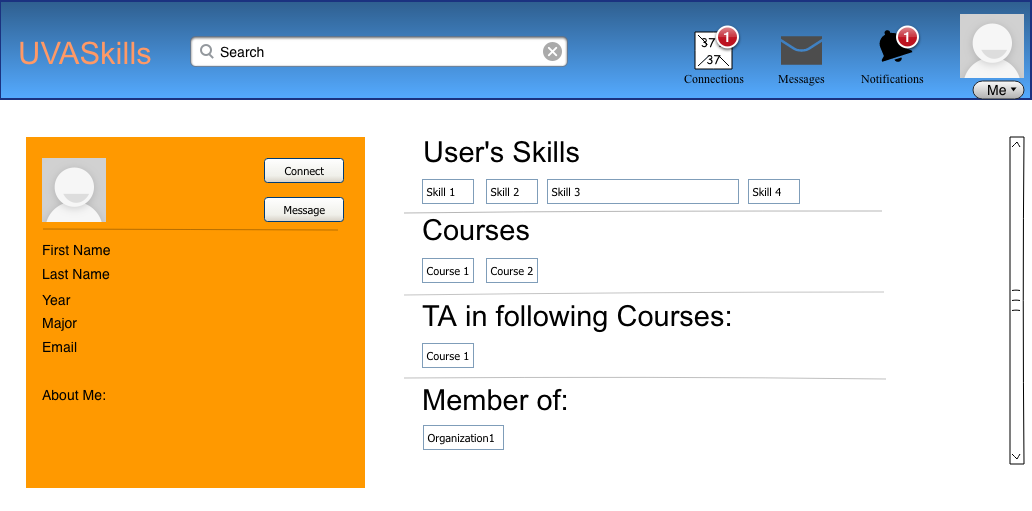 UVASkills
Search
37
37
1
Connections
Messages
1
Notifications
Me
Connect
Message
First Name
Last Name
Year
Major
Email
About Me:
User's Skills
Skill 1 Skill 2 Skill 3 Skill 4
Courses
Course 1 Course 2
TA in following Courses:
Course 1
Member of:
Organization1